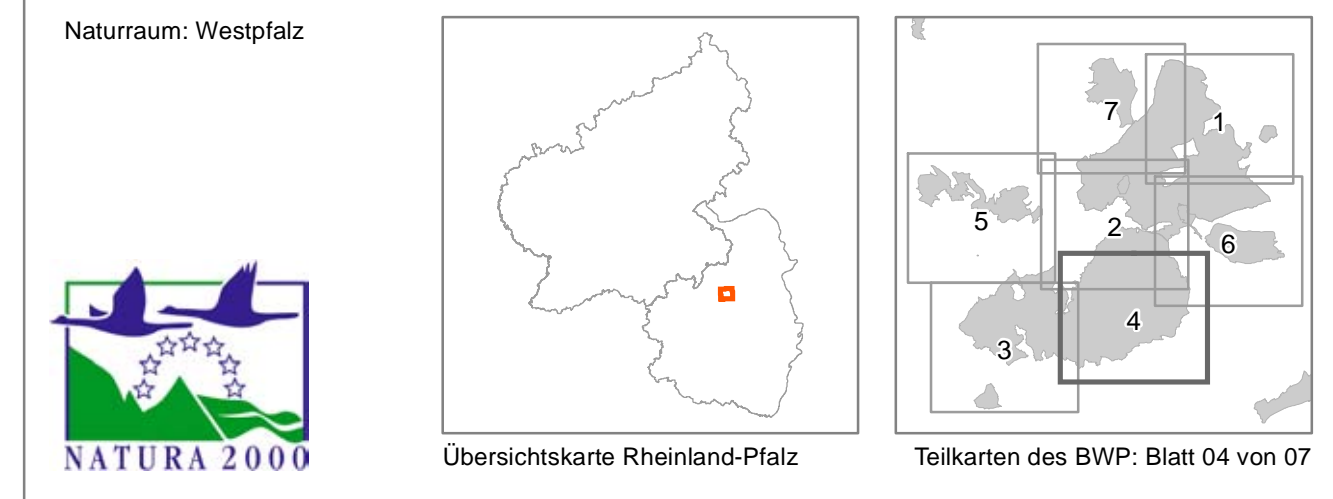 Naturraum: Westpfalz
NATURA 2000
Übersichtskarte Rheinland-Pfalz
7
1
5
2
6
4
3
Teilkarten des BWP: Blatt 04 von 07